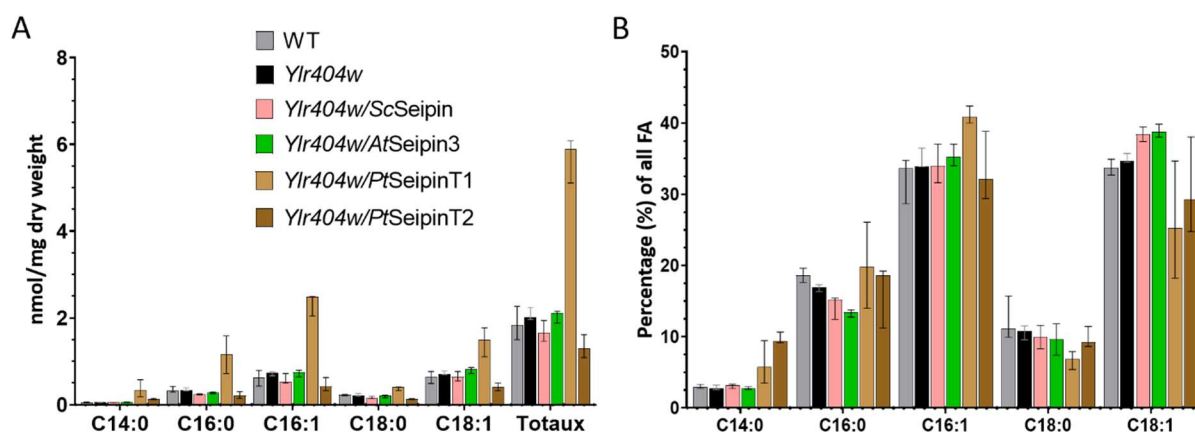 A
WT
Ylr404w
Ylr404w/ScSeipin
Ylr404w/AtSeipin3
Ylr404w/PtSeipinT1
Ylr404w/PtSeipinT2
nmol/mg dry weight
8
6
4
2
0
C14:0 C16:0 C16:1 C18:0 C18:1 Totaux
B
Percentage (%) of all FA
50
40
30
20
10
0
C14:0 C16:0 C16:1 C18:0 C18:1